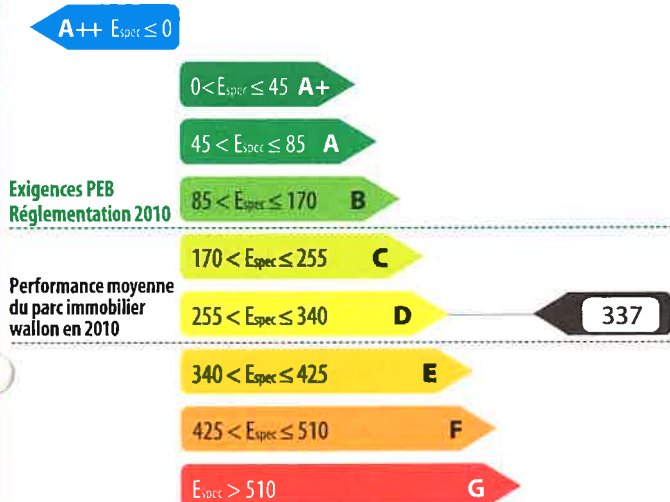 A++ Espec ≤ 0
0 < Espec ≤ 45 A+
45 < Espec ≤ 85 A
Exigences PEB
Réglementation 2010
85 < Espec ≤ 170 B
170 < Espec ≤ 255 C
Performance moyenne
du parc immobilier
wallon en 2010
255 < Espec ≤ 340 D
337
340 < Espec ≤ 425 E
425 < Espec ≤ 510 F
Espec > 510 G